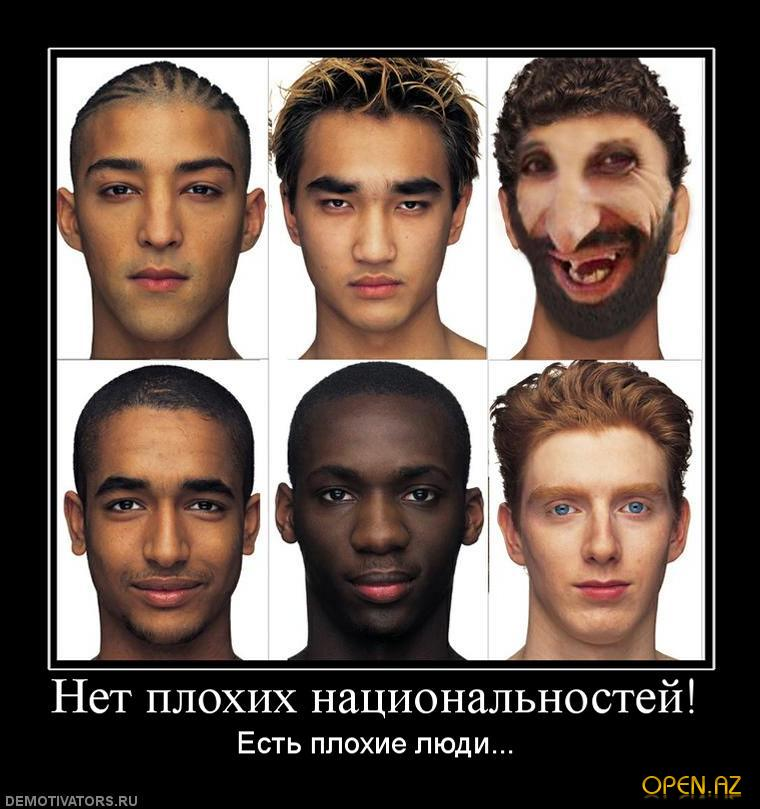 Нет плохих национальностей!
Есть плохие люди...
OPEN.AZ
DEMOTIVATORS.RU